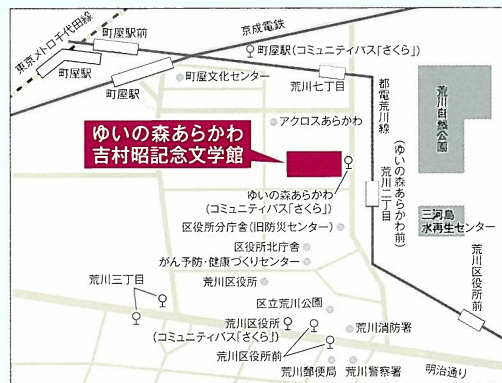 東京メトロ千代田線
町屋駅前
町屋駅
京成電鉄
町屋駅(コミュニティバス「さくら」)
町屋駅
町屋文化センター
荒川七丁目
都電荒川線
荒川自然公園
アクロスあらかわ
ゆいの森あらかわ
吉村昭記念文学館
荒川二丁目
(ゆいの森あらかわ前)
ゆいの森あらかわ
(コミュニティバス「さくら」)
三河島
水再生センター
区役所分庁舎(旧防災センター)
区役所北庁舎
がん予防・健康づくりセンター
荒川区役所前
荒川三丁目
荒川区役所
区立荒川公園
荒川区役所
(コミュニティバス「さくら」)
荒川消防署
荒川区役所前
荒川郵便局
荒川警察署
明治通り